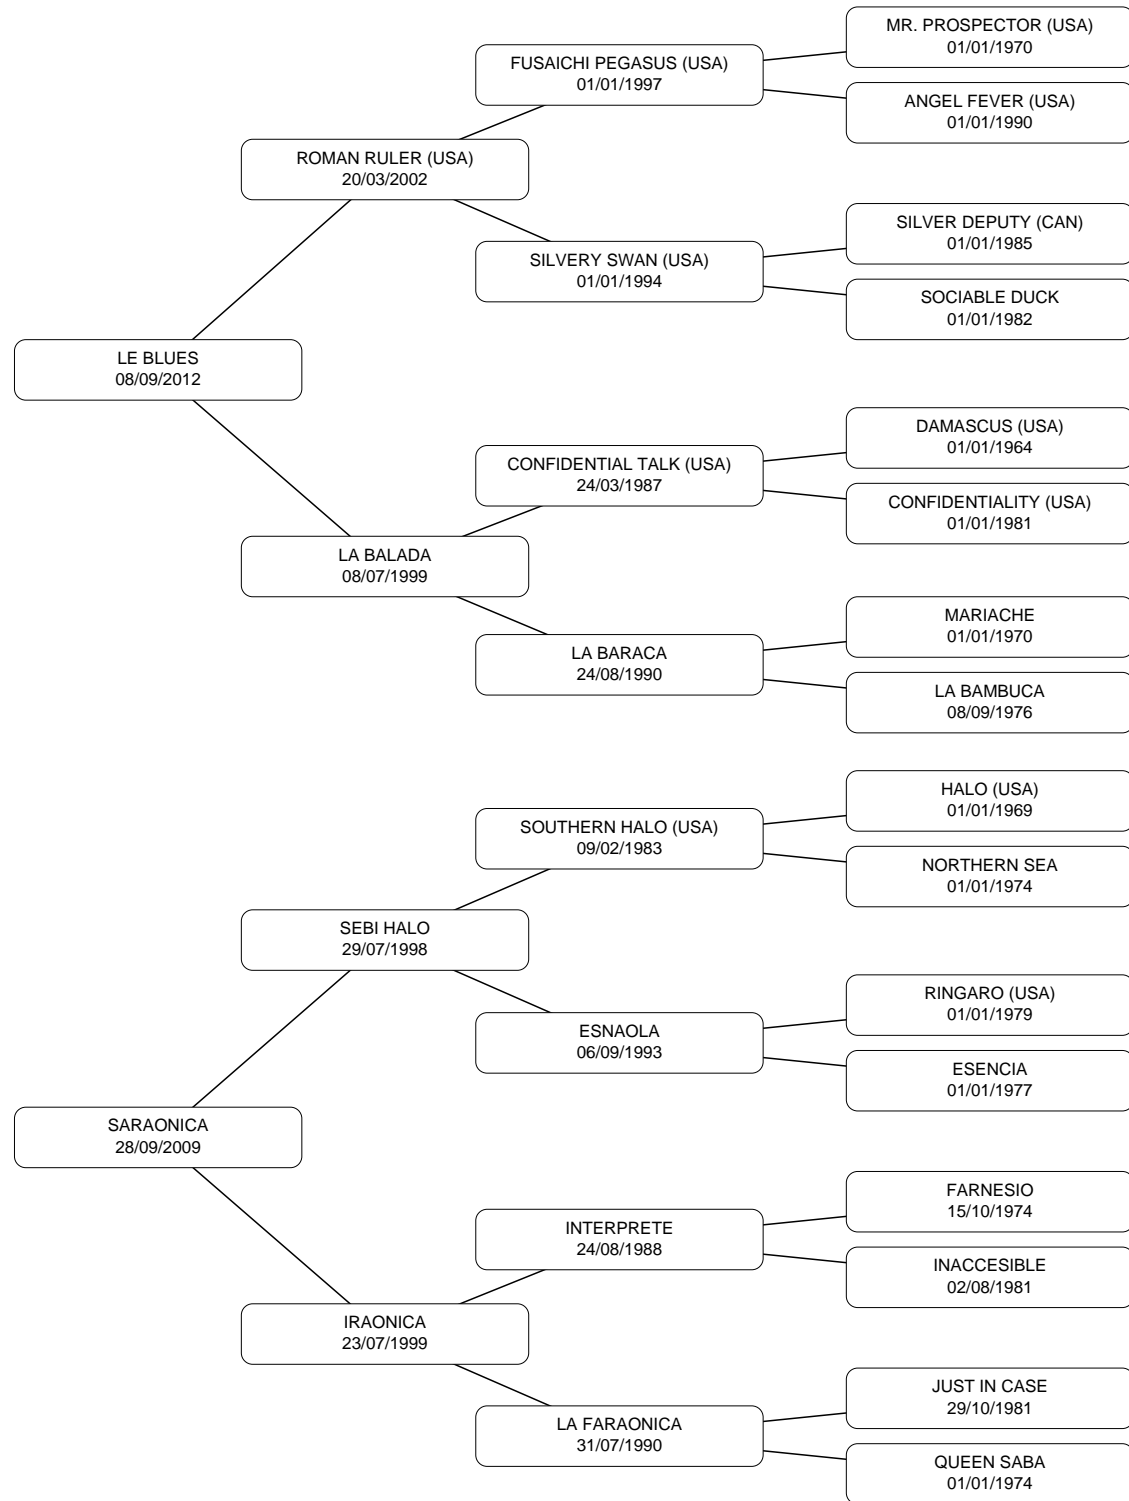 MR. PROSPECTOR (USA)
01/01/1970
FUSAICHI PEGASUS (USA)
01/01/1997
ANGEL FEVER (USA)
01/01/1990
ROMAN RULER (USA)
20/03/2002
SILVER DEPUTY (CAN)
01/01/1985
SILVERY SWAN (USA)
01/01/1994
SOCIABLE DUCK
01/01/1982
LE BLUES
08/09/2012
DAMASCUS (USA)
01/01/1964
CONFIDENTIAL TALK (USA)
24/03/1987
CONFIDENTIALITY (USA)
01/01/1981
LA BALADA
08/07/1999
MARIACHE
01/01/1970
LA BARACA
24/08/1990
LA BAMBUCA
08/09/1976
HALO (USA)
01/01/1969
SOUTHERN HALO (USA)
09/02/1983
NORTHERN SEA
01/01/1974
SEBI HALO
29/07/1998
RINGARO (USA)
01/01/1979
ESNAOLA
06/09/1993
ESENCIA
01/01/1977
SARAONICA
28/09/2009
FARNESIO
15/10/1974
INTERPRETE
24/08/1988
INACCESIBLE
02/08/1981
IRAONICA
23/07/1999
JUST IN CASE
29/10/1981
LA FARAONICA
31/07/1990
QUEEN SABA
01/01/1974